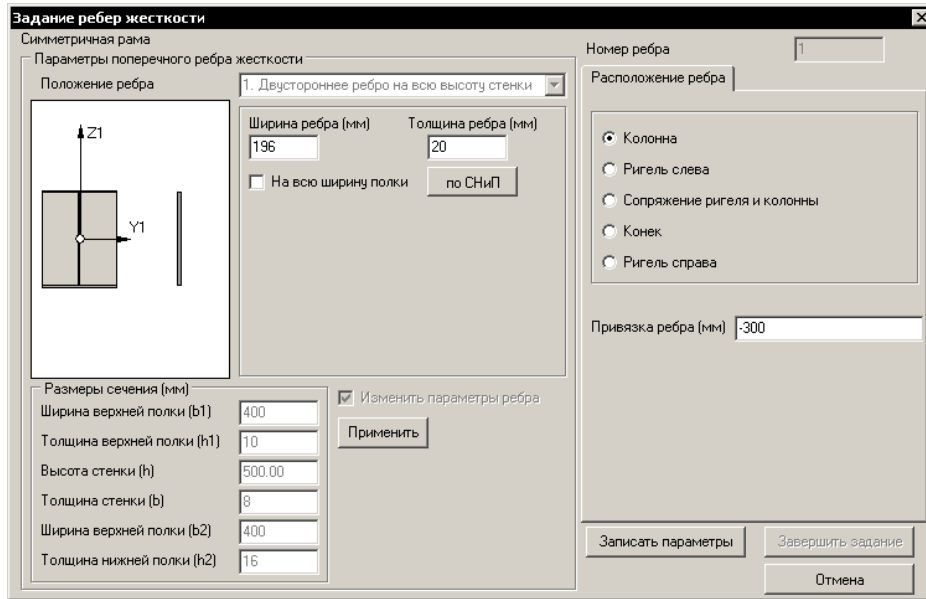 Задание ребер жесткости
Симметричная рама
Параметры поперечного ребра жесткости
Положение ребра
1. Двустороннее ребро на всю высоту стенки
Z1
Y1
Ширина ребра (мм) Толщина ребра (мм)
196 20
На всю ширину полки по СНиП
Размеры сечения (мм)
Ширина верхней полки (b1) 400
Толщина верхней полки (h1) 10
Высота стенки (h) 500.00
Толщина стенки (b) 8
Ширина верхней полки (b2) 400
Толщина нижней полки (h2) 16
Изменить параметры ребра
Применить
Номер ребра 1
Расположение ребра
Колонна
Ригель слева
Сопряжение ригеля и колонны
Конек
Ригель справа
Привязка ребра (мм) -300
Записать параметры Завершить задание
Отмена